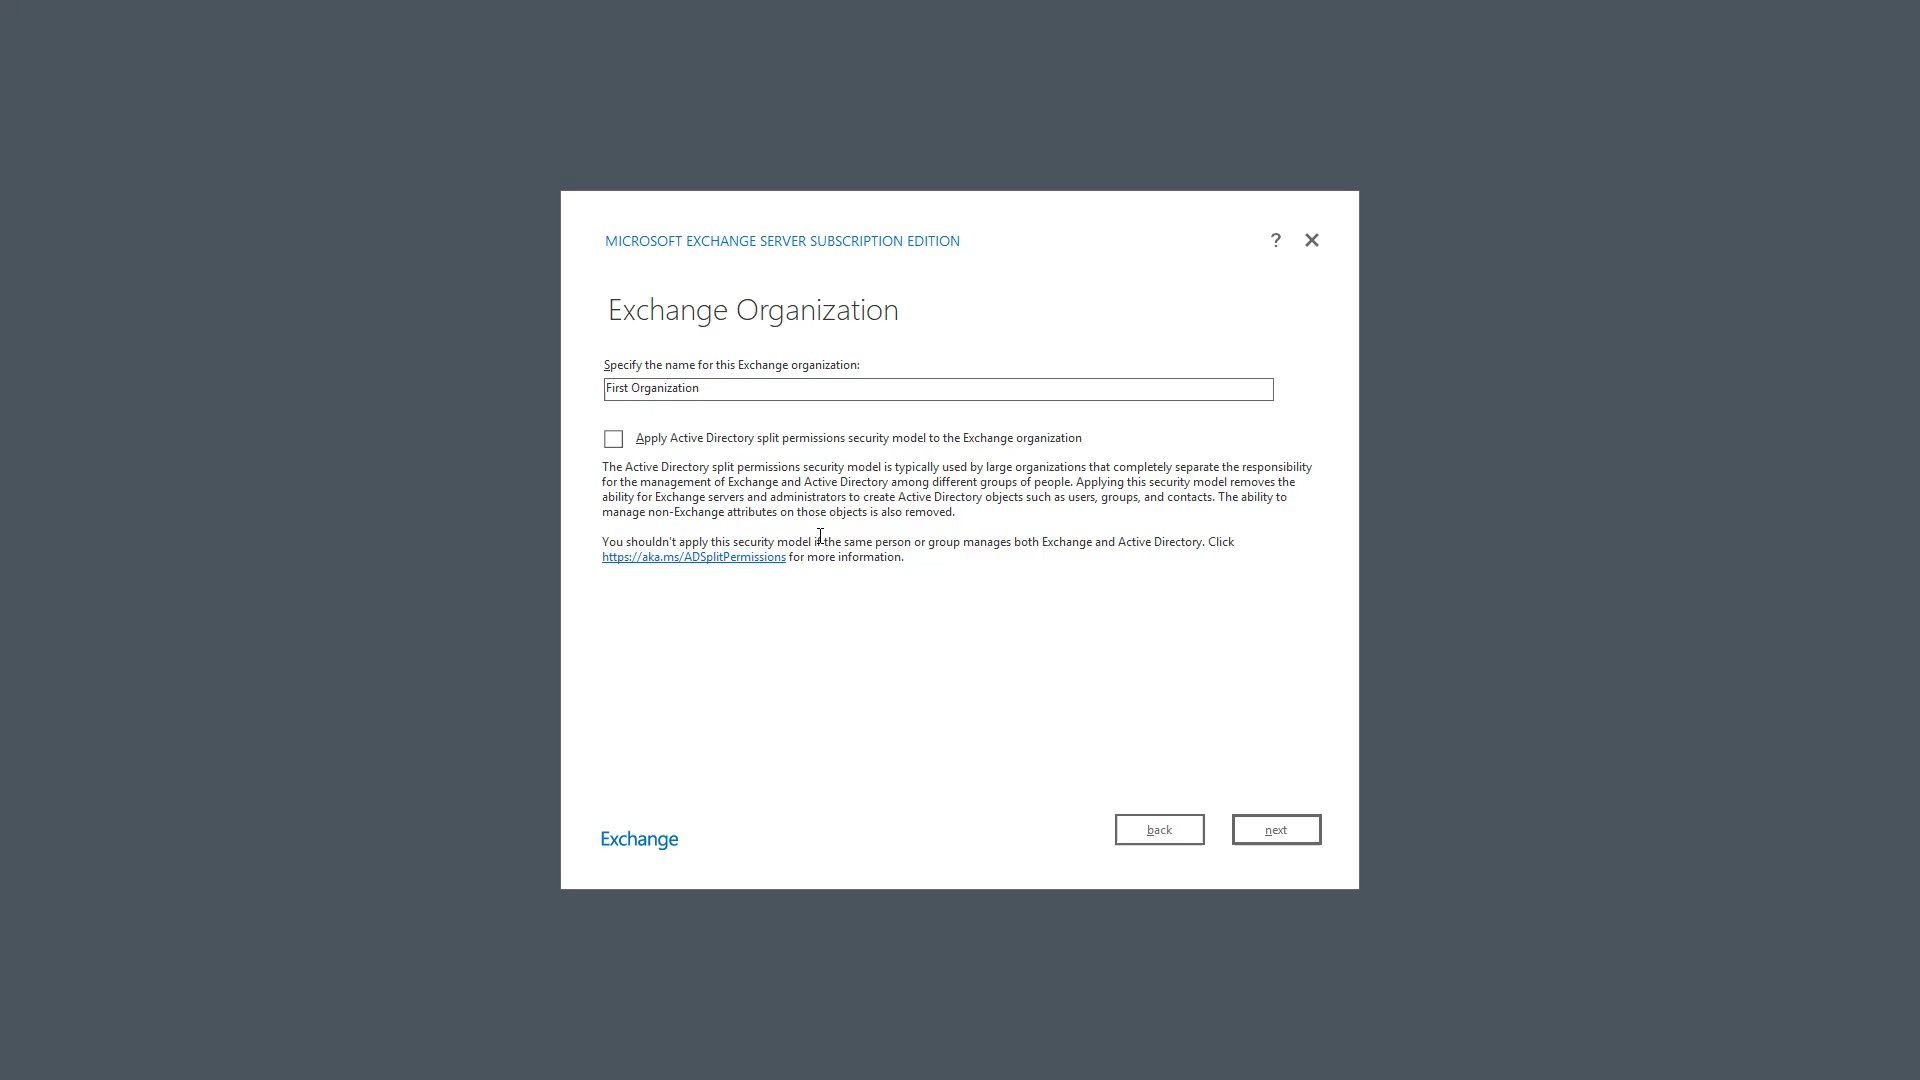 MICROSOFT EXCHANGE SERVER SUBSCRIPTION EDITION
?
Exchange Organization
Specify the name for this Exchange organization:
First Organization
Apply Active Directory split permissions security model to the Exchange organization
The Active Directory split permissions security model is typically used by large organizations that completely separate the responsibility
for the management of Exchange and Active Directory among different groups of people. Applying this security model removes the
ability for Exchange servers and administrators to create Active Directory objects such as users, groups, and contacts. The ability to
manage non-Exchange attributes on those objects is also removed.
You shouldn't apply this security model if the same person or group manages both Exchange and Active Directory. Click
https://aka.ms/ADSplitPermissions for more information.
Exchange
back
next